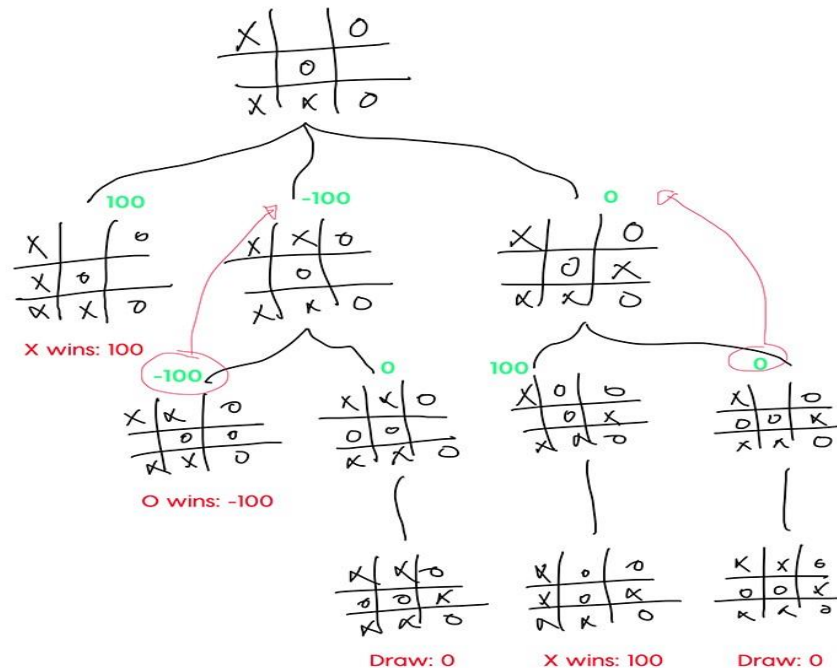 X O
O
X X O
100 -100 0
X O
X O
X X O
X X O
O
X X O
X O
O X
X X O
X wins: 100
-100 0 100 0
X X O
O O
X X O
X X O
O O
X X O
X O O
O X
X X O
X O
O O X
X X O
O wins: -100
X X O
O O X
X X O
X O O
X O X
X X O
X X O
O O X
X X O
Draw: 0 X wins: 100 Draw: 0